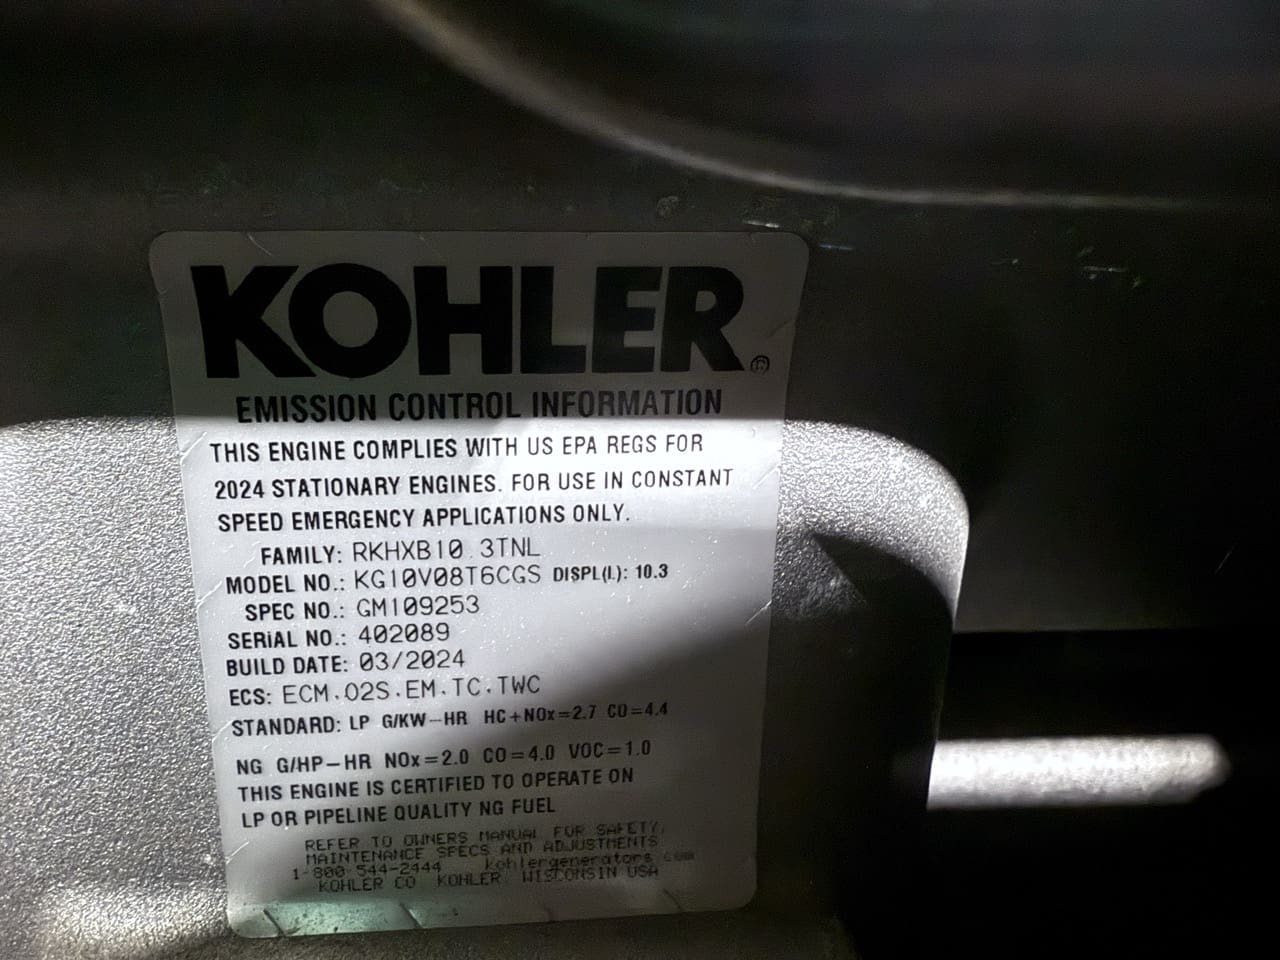 KOHLER®
EMISSION CONTROL INFORMATION
THIS ENGINE COMPLIES WITH US EPA REGS FOR
2024 STATIONARY ENGINES. FOR USE IN CONSTANT
SPEED EMERGENCY APPLICATIONS ONLY.
FAMILY: RKHXB10.3TNL
MODEL NO.: KG10V08T6CGS DISPL(L): 10.3
SPEC NO.: GM109253
SERIAL NO.: 402089
BUILD DATE: 03/2024
ECS: ECM.O2S.EM.TC.TWC
STANDARD: LP G/KW-HR HC+NOx=2.7 CO=4.4
NG G/HP-HR NOx=2.0 CO=4.0 VOC=1.0
THIS ENGINE IS CERTIFIED TO OPERATE ON
LP OR PIPELINE QUALITY NG FUEL
REFER TO OWNERS MANUAL FOR SAFETY,
MAINTENANCE SPECS AND ADJUSTMENTS
1-800-544-2444 kohlergenerators.com
KOHLER CO KOHLER WISCONSIN USA